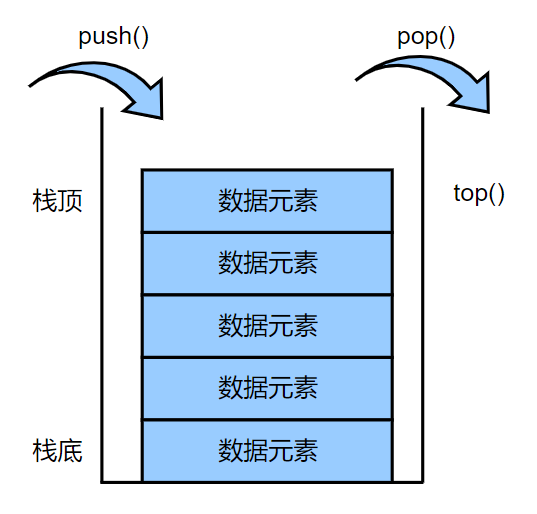 push()
pop()
栈顶
数据元素
top()
数据元素
数据元素
数据元素
栈底
数据元素